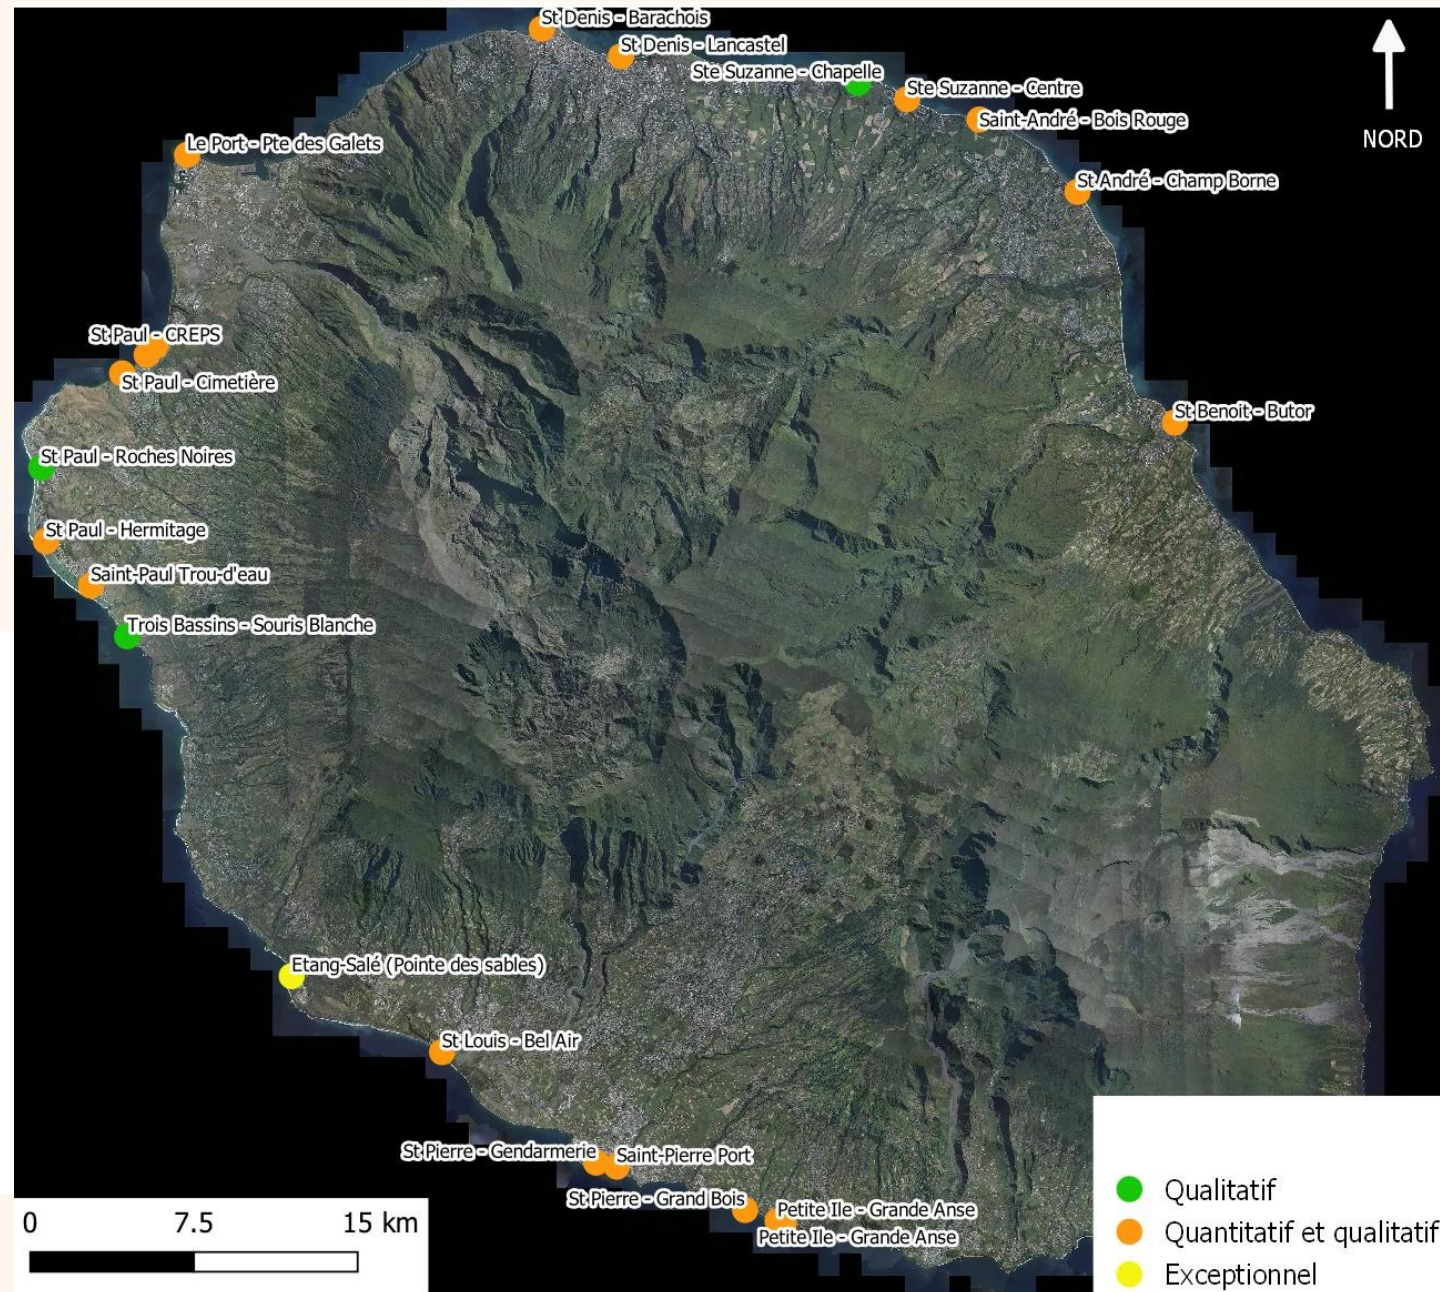 St Denis - Barachois
St Denis - Lancastel
Ste Suzanne - Chapelle
Ste Suzanne - Centre
Saint-André - Bois Rouge
NORD
Le Port - Pte des Galets
St André - Champ Borne
St Paul - CREPS
St Paul - Cimetière
St Benoit - Butor
St Paul - Roches Noires
St Paul - Hermitage
Saint-Paul Trou-d'eau
Trois Bassins - Souris Blanche
Etang-Salé (Pointe des sables)
St Louis - Bel Air
St Pierre - Gendarmerie
Saint-Pierre Port
St Pierre - Grand Bois
Petite Ile - Grande Anse
Petite Ile - Grande Anse
0 7.5 15 km
Qualitatif
Quantitatif et qualitatif
Exceptionnel